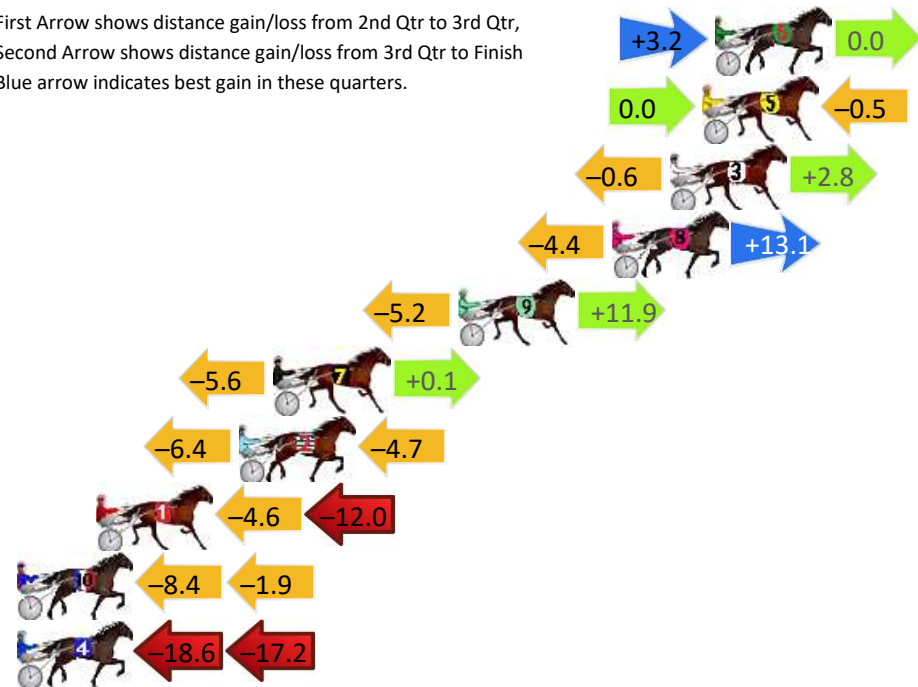 First Arrow shows distance gain/loss from 2nd Qtr to 3rd Qtr,
Second Arrow shows distance gain/loss from 3rd Qtr to Finish
Blue arrow indicates best gain in these quarters.
+3.2 6 0.0
0.0 5 –0.5
–0.6 3 +2.8
–4.4 8 +13.1
–5.2 9 +11.9
–5.6 7 +0.1
–6.4 2 –4.7
1 –4.6 –12.0
10 –8.4 –1.9
4 –18.6 –17.2